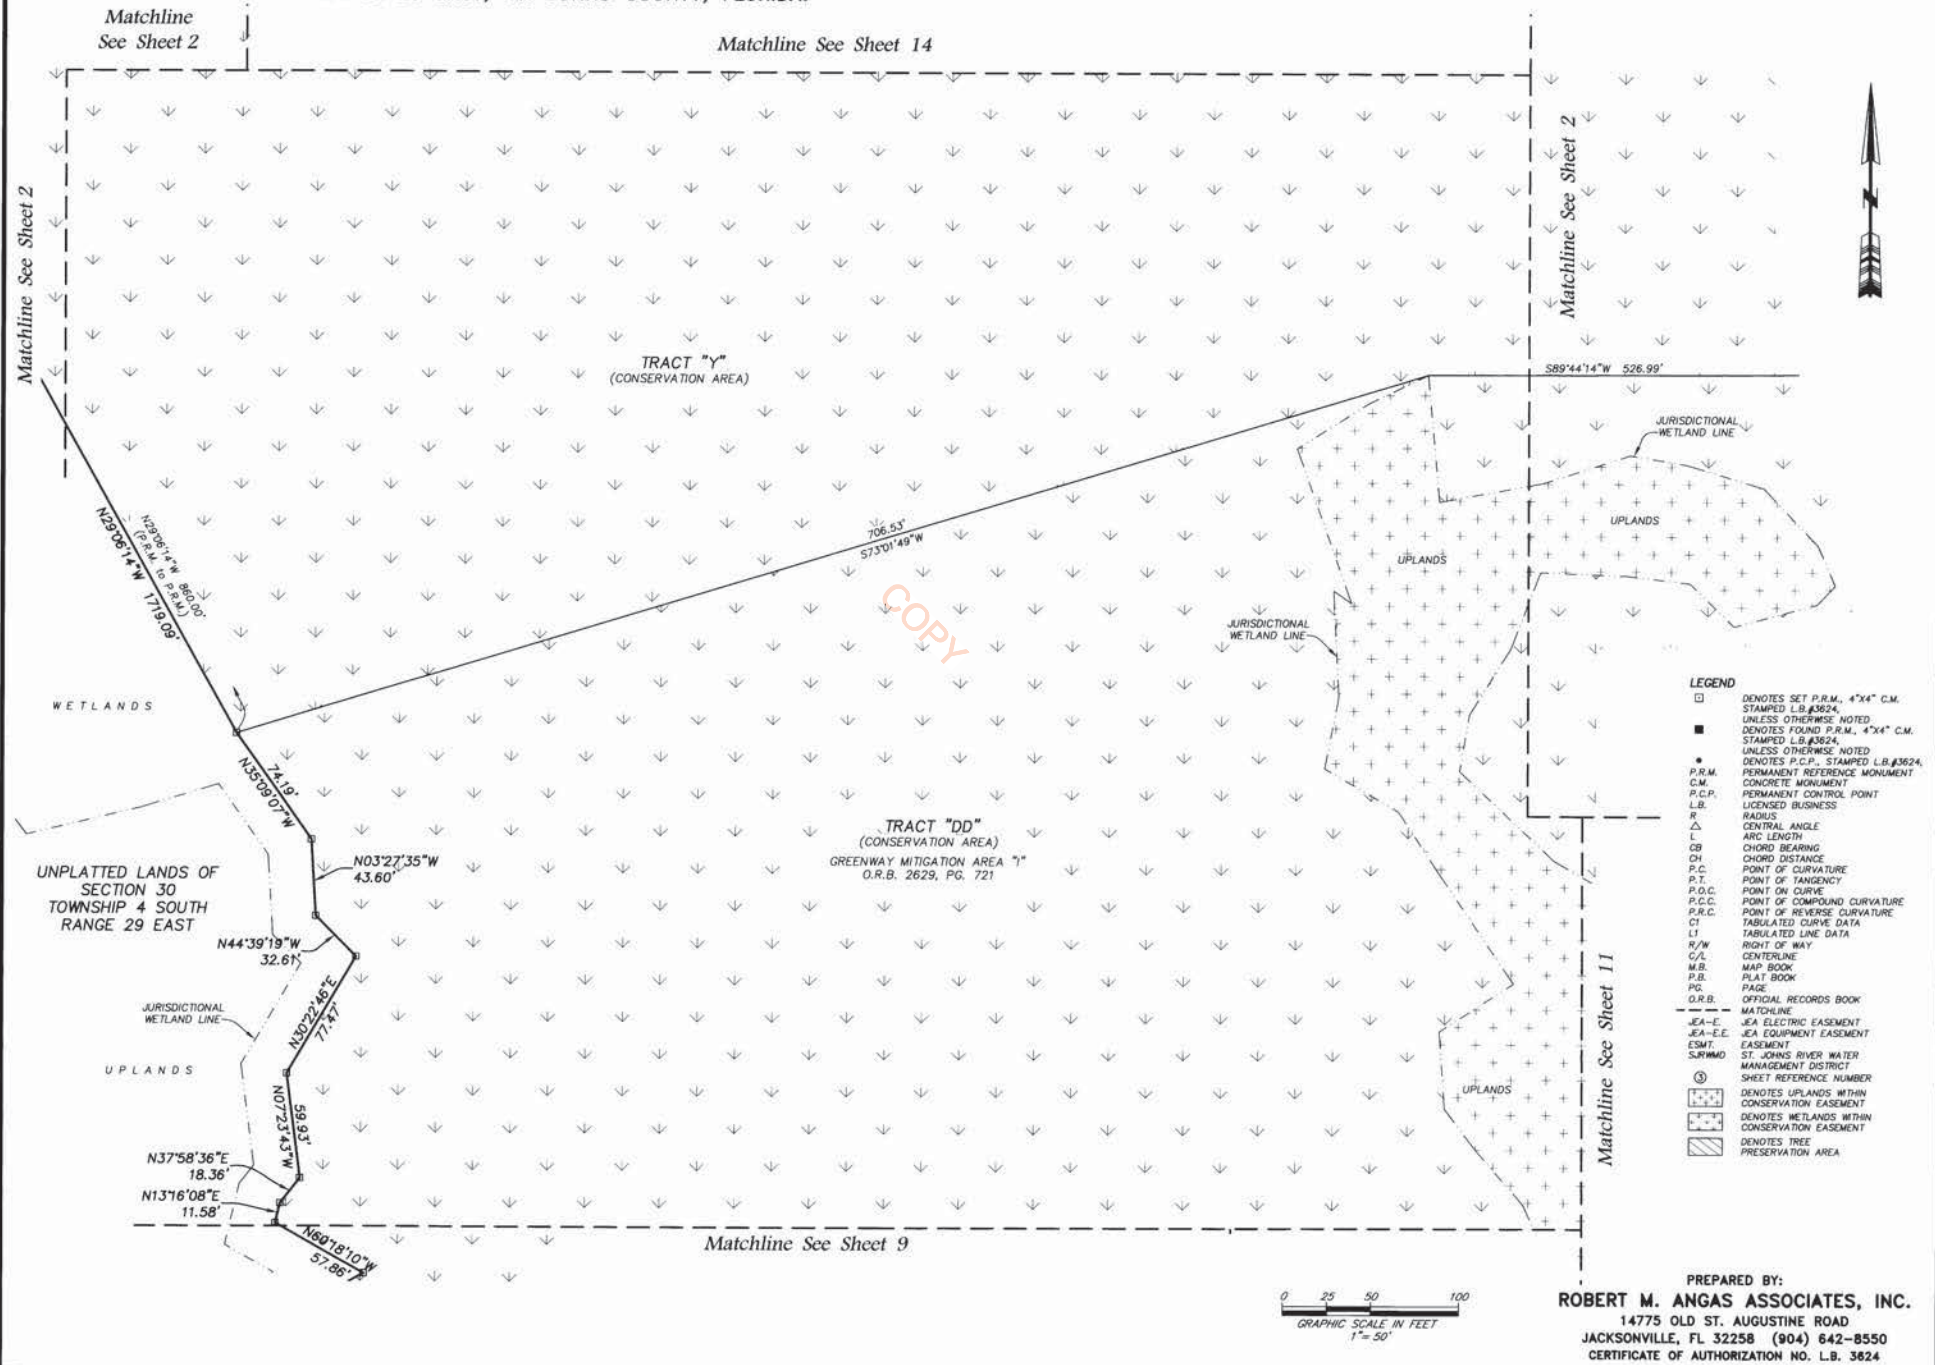 Matchline
See Sheet 2
Matchline See Sheet 14
Matchline See Sheet 2
Matchline See Sheet 2
N
TRACT "Y"
(CONSERVATION AREA)
S89°44'14"W 526.99'
JURISDICTIONAL
WETLAND LINE
UPLANDS
UPLANDS
706.53'
S73°01'49"W
N29°06'14"W 860.00'
(P.R.M. to P.R.M.)
N29°06'14"W 1719.09'
COPY
JURISDICTIONAL
WETLAND LINE
WETLANDS
74.19'
N35°09'07"W
TRACT "DD"
(CONSERVATION AREA)
GREENWAY MITIGATION AREA "I"
O.R.B. 2629, PG. 721
N03°27'35"W
43.60'
UNPLATTED LANDS OF
SECTION 30
TOWNSHIP 4 SOUTH
RANGE 29 EAST
N44°39'19"W
32.61'
N30°22'46"E
77.47'
JURISDICTIONAL
WETLAND LINE
UPLANDS
59.93'
N07°23'43"W
UPLANDS
N37°58'36"E
18.36'
N13°16'08"E
11.58'
N60°18'10"W
57.86'
Matchline See Sheet 9
Matchline See Sheet 11
LEGEND
DENOTES SET P.R.M., 4"X4" C.M.
STAMPED L.B.#3624,
UNLESS OTHERWISE NOTED
DENOTES FOUND P.R.M., 4"X4" C.M.
STAMPED L.B.#3624,
UNLESS OTHERWISE NOTED
DENOTES P.C.P., STAMPED L.B.#3624,
P.R.M. PERMANENT REFERENCE MONUMENT
C.M. CONCRETE MONUMENT
P.C.P. PERMANENT CONTROL POINT
L.B. LICENSED BUSINESS
R RADIUS
△ CENTRAL ANGLE
L ARC LENGTH
CB CHORD BEARING
CH CHORD DISTANCE
P.C. POINT OF CURVATURE
P.T. POINT OF TANGENCY
P.O.C. POINT ON CURVE
P.C.C. POINT OF COMPOUND CURVATURE
P.R.C. POINT OF REVERSE CURVATURE
C1 TABULATED CURVE DATA
L1 TABULATED LINE DATA
R/W RIGHT OF WAY
C/L CENTERLINE
M.B. MAP BOOK
P.B. PLAT BOOK
PG. PAGE
O.R.B. OFFICIAL RECORDS BOOK
MATCHLINE
JEA-E. JEA ELECTRIC EASEMENT
JEA-E.E. JEA EQUIPMENT EASEMENT
ESMT. EASEMENT
SJRWMD ST. JOHNS RIVER WATER
MANAGEMENT DISTRICT
③ SHEET REFERENCE NUMBER
DENOTES UPLANDS WITHIN
CONSERVATION EASEMENT
DENOTES WETLANDS WITHIN
CONSERVATION EASEMENT
DENOTES TREE
PRESERVATION AREA
0 25 50 100
GRAPHIC SCALE IN FEET
1"= 50'
PREPARED BY:
ROBERT M. ANGAS ASSOCIATES, INC.
14775 OLD ST. AUGUSTINE ROAD
JACKSONVILLE, FL 32258 (904) 642-8550
CERTIFICATE OF AUTHORIZATION NO. L.B. 3624